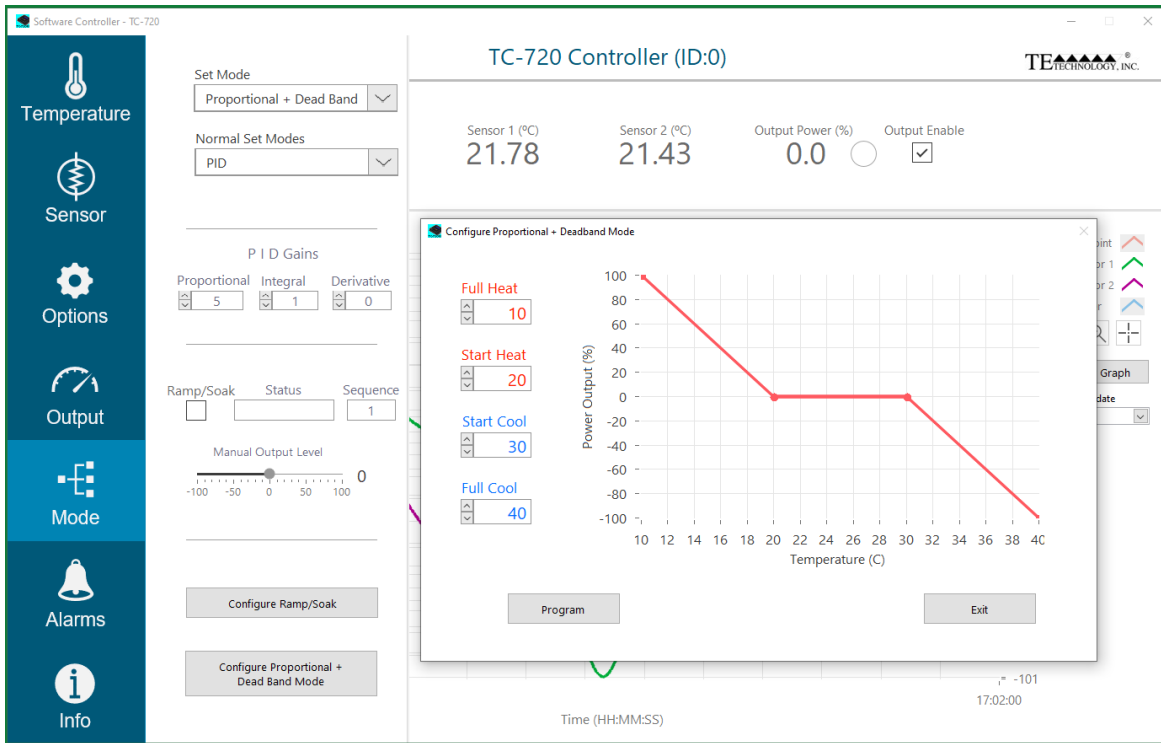 Software Controller - TC-720
Temperature
Sensor
Options
Output
Mode
Alarms
Info
Set Mode
Proportional + Dead Band
Normal Set Modes
PID
P I D Gains
Proportional Integral Derivative
5 1 0
Ramp/Soak Status Sequence
1
Manual Output Level
0
-100 -50 0 50 100
Configure Ramp/Soak
Configure Proportional +
Dead Band Mode
TC-720 Controller (ID:0)
TE TECHNOLOGY, INC.®
Sensor 1 (ºC) Sensor 2 (ºC) Output Power (%) Output Enable
21.78 21.43 0.0
Configure Proportional + Deadband Mode
Full Heat
10
Start Heat
20
Start Cool
30
Full Cool
40
Power Output (%)
100
80
60
40
20
0
-20
-40
-60
-80
-100
10 12 14 16 18 20 22 24 26 28 30 32 34 36 38 40
Temperature (C)
Program Exit
Graph
-101
17:02:00
Time (HH:MM:SS)